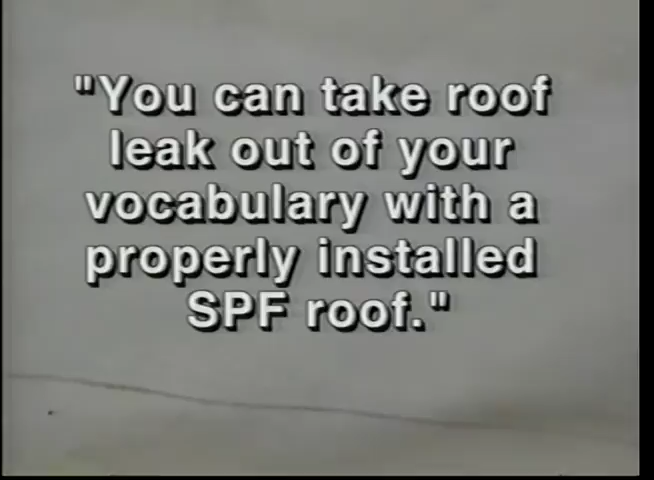 "You can take roof
leak out of your
vocabulary with a
properly installed
SPF roof."